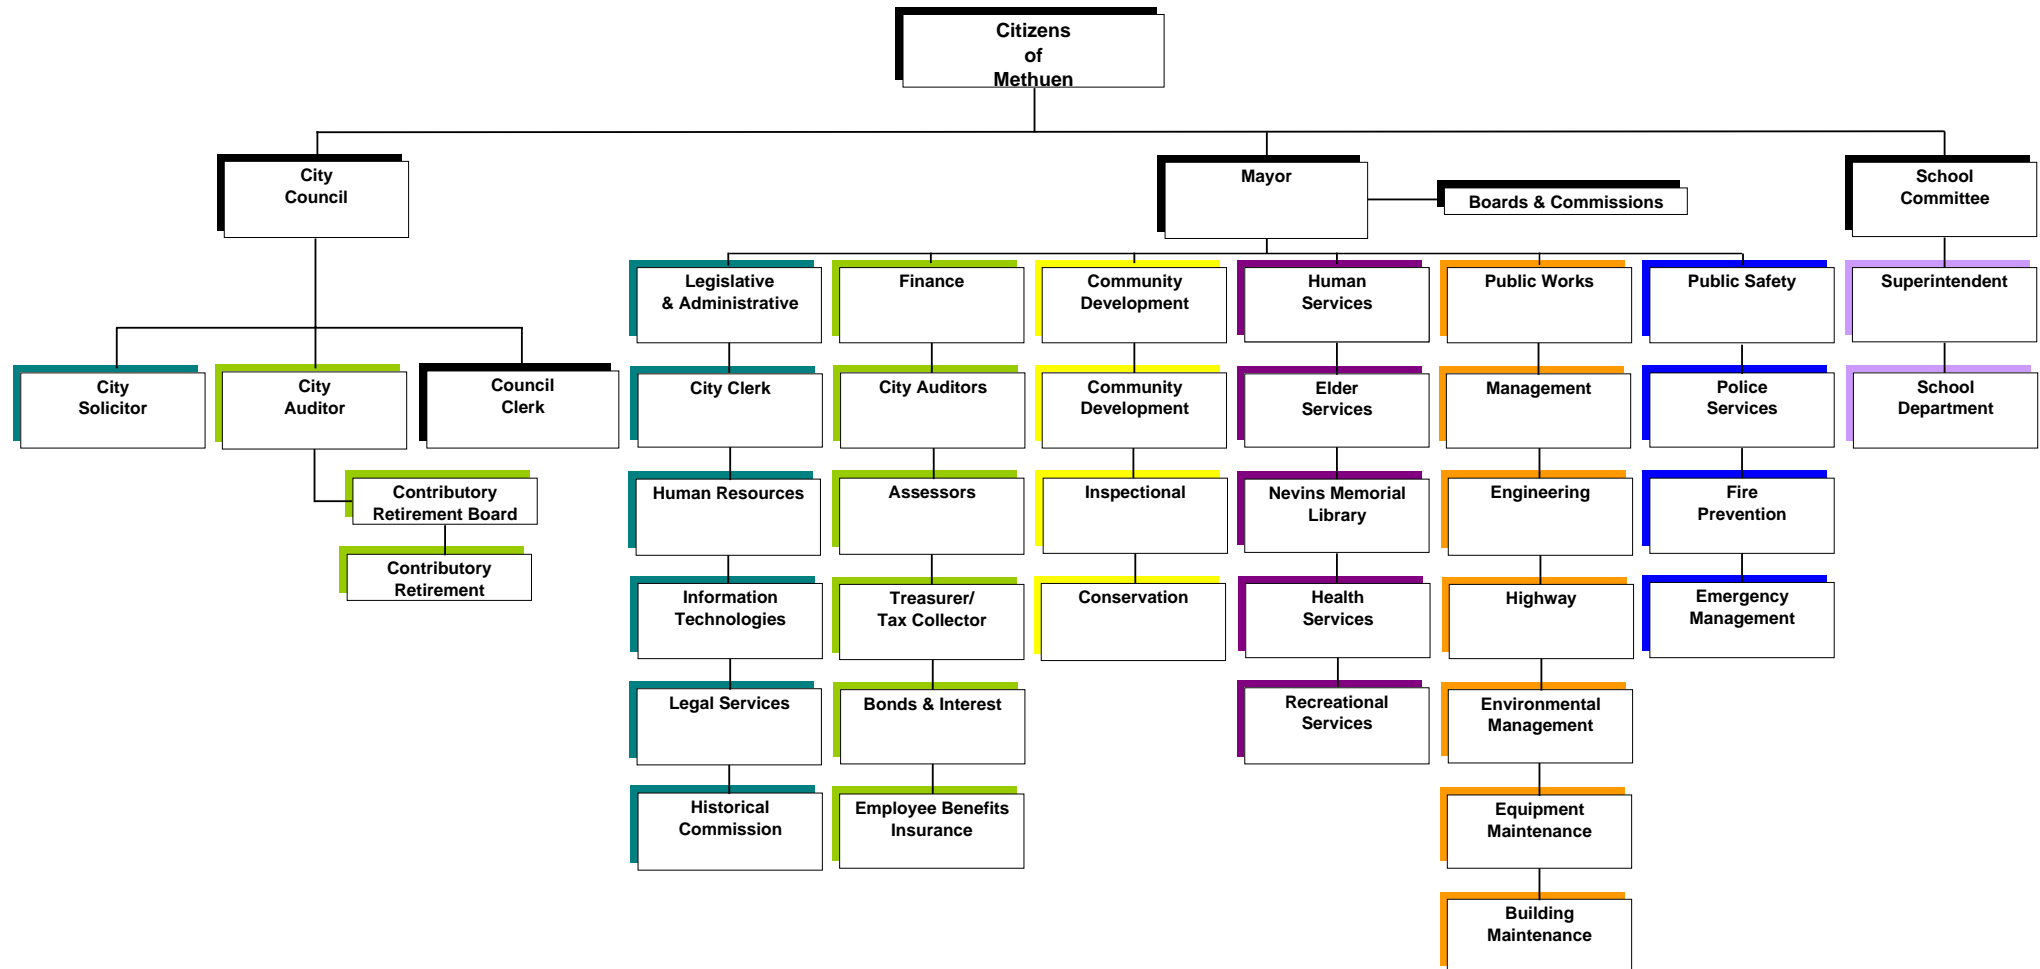 Citizens
of
Methuen
City
Council
Mayor
Boards & Commissions
School
Committee
Legislative
& Administrative
Finance
Community
Development
Human
Services
Public Works
Public Safety
Superintendent
City
Solicitor
City
Auditor
Council
Clerk
City Clerk
City Auditors
Community
Development
Elder
Services
Management
Police
Services
School
Department
Contributory
Retirement Board
Human Resources
Assessors
Inspectional
Nevins Memorial
Library
Engineering
Fire
Prevention
Contributory
Retirement
Information
Technologies
Treasurer/
Tax Collector
Conservation
Health
Services
Highway
Emergency
Management
Legal Services
Bonds & Interest
Recreational
Services
Environmental
Management
Historical
Commission
Employee Benefits
Insurance
Equipment
Maintenance
Building
Maintenance